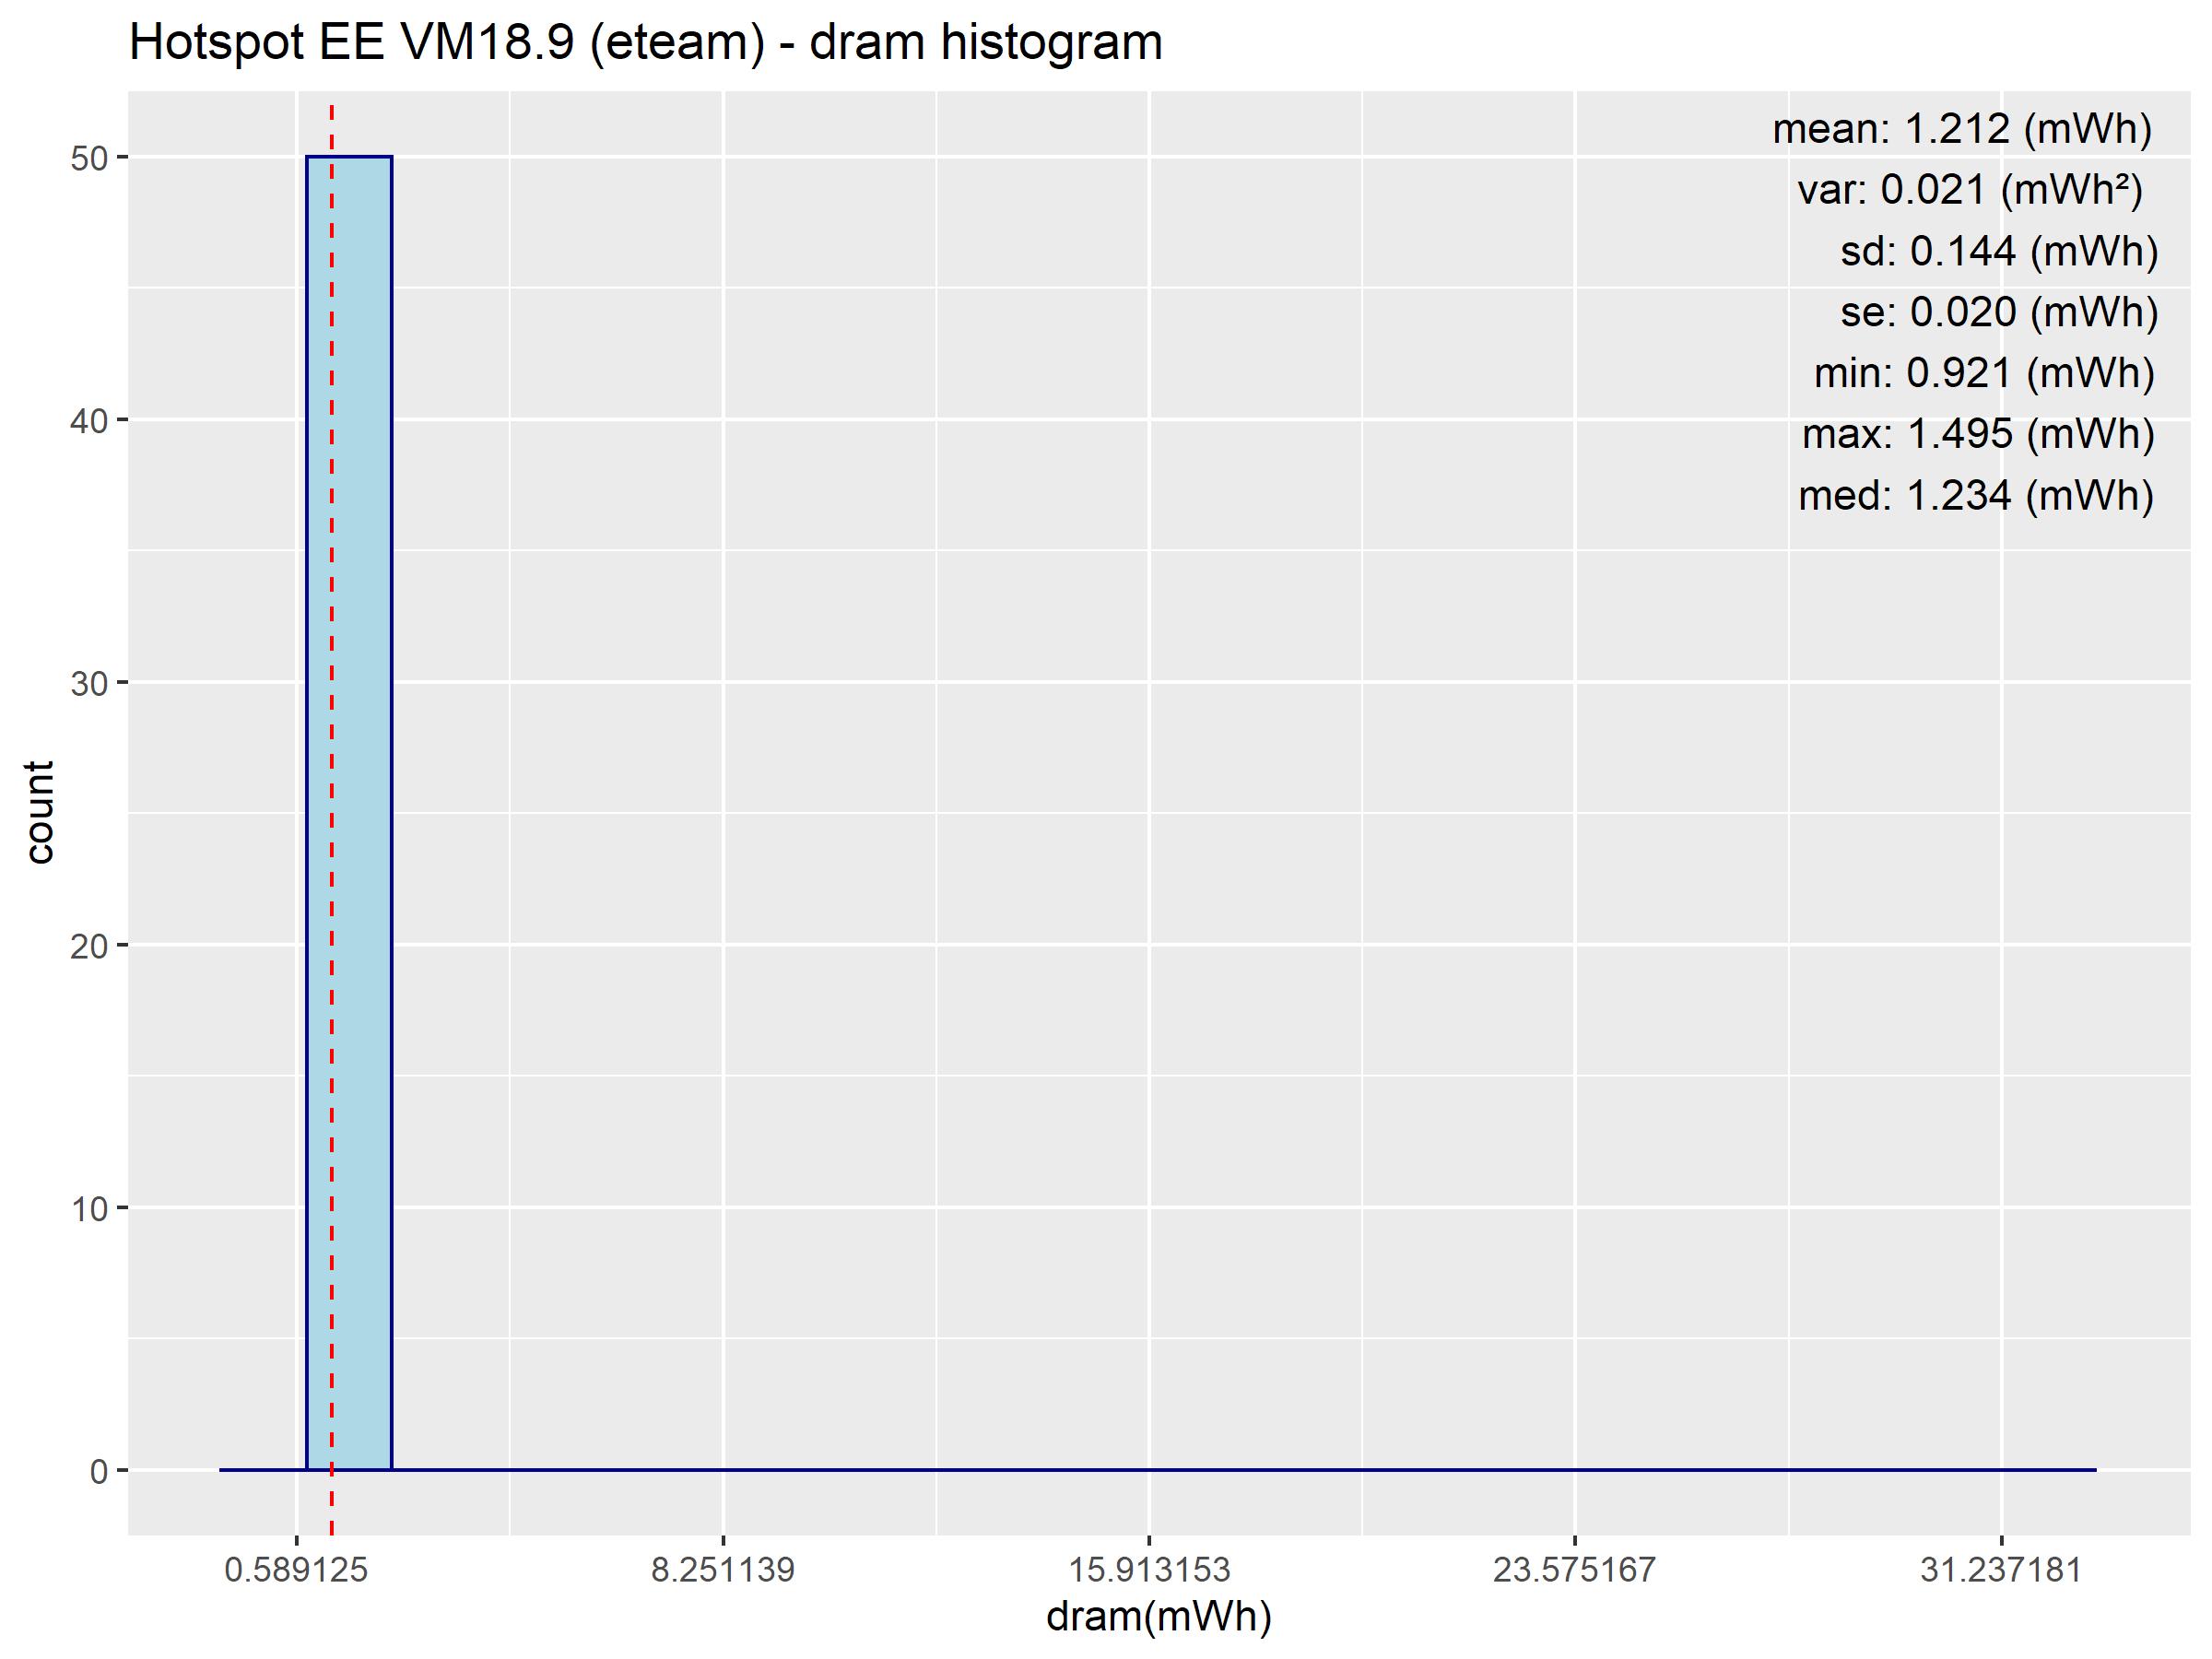 Hotspot EE VM18.9 (eteam) - dram histogram
mean: 1.212 (mWh)
var: 0.021 (mWh²)
sd: 0.144 (mWh)
se: 0.020 (mWh)
min: 0.921 (mWh)
max: 1.495 (mWh)
med: 1.234 (mWh)
50
40
30
20
10
0
count
0.589125 8.251139 15.913153 23.575167 31.237181
dram(mWh)